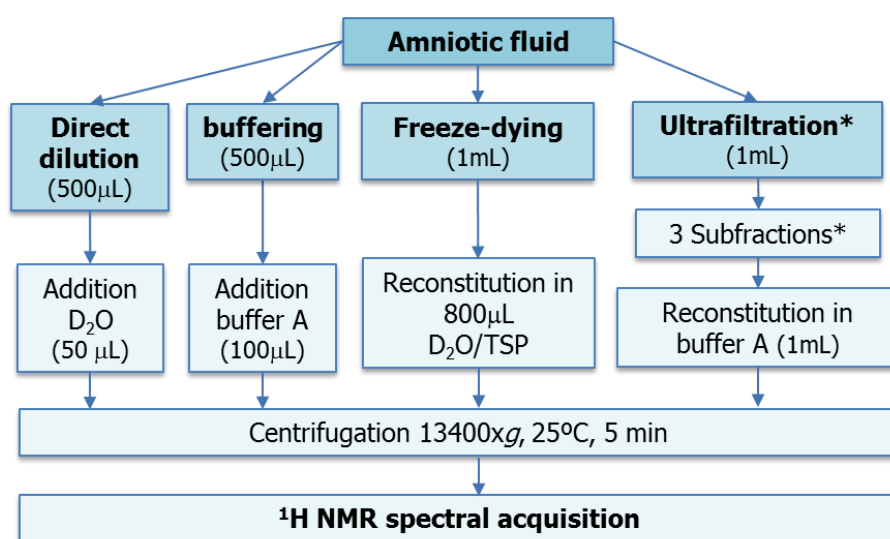 Amniotic fluid
Direct
dilution
(500μL)
buffering
(500μL)
Freeze-dying
(1mL)
Ultrafiltration*
(1mL)
3 Subfractions*
Addition
D₂O
(50 μL)
Addition
buffer A
(100μL)
Reconstitution in
800μL
D₂O/TSP
Reconstitution in
buffer A (1mL)
Centrifugation 13400xg, 25ºC, 5 min
¹H NMR spectral acquisition